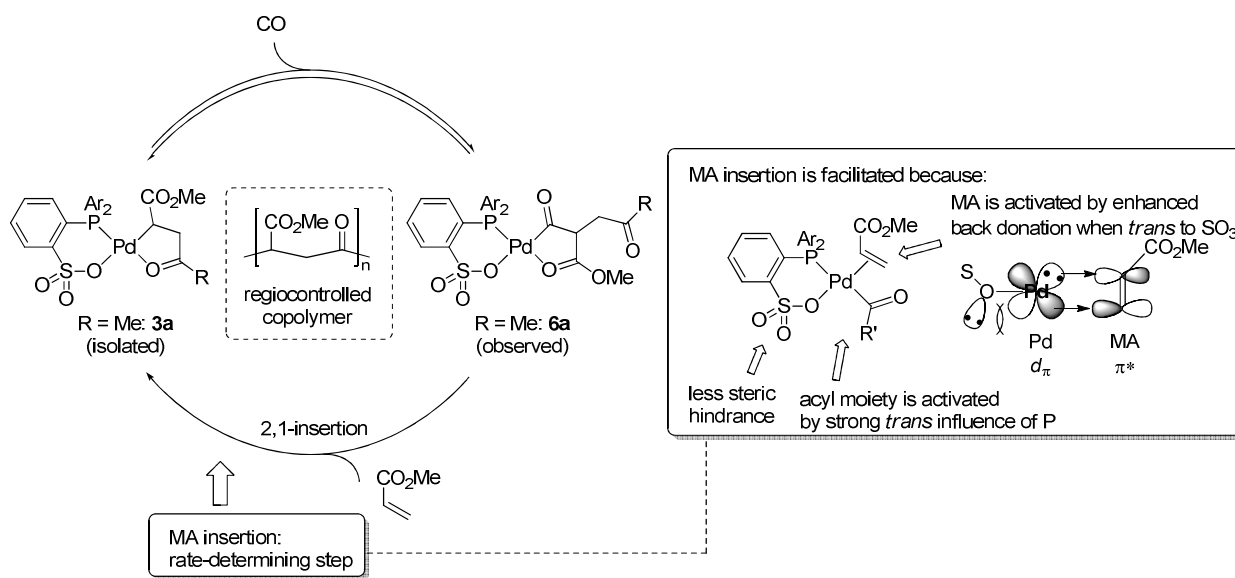 CO
CO2Me
Ar2
P
Pd
S
O
O
O
O
R
R = Me: 3a
(isolated)
CO2Me O
n
regiocontrolled
copolymer
Ar2
P
Pd
S
O
O
O
O
R
O
O
OMe
R = Me: 6a
(observed)
2,1-insertion
CO2Me
MA insertion:
rate-determining step
MA insertion is facilitated because:
MA is activated by enhanced
back donation when trans to SO3
CO2Me
Ar2
P
Pd
S
O
O
O
O
R'
CO2Me
S
O
Pd
Pd
MA
dπ
π*
less steric
hindrance
acyl moiety is activated
by strong trans influence of P